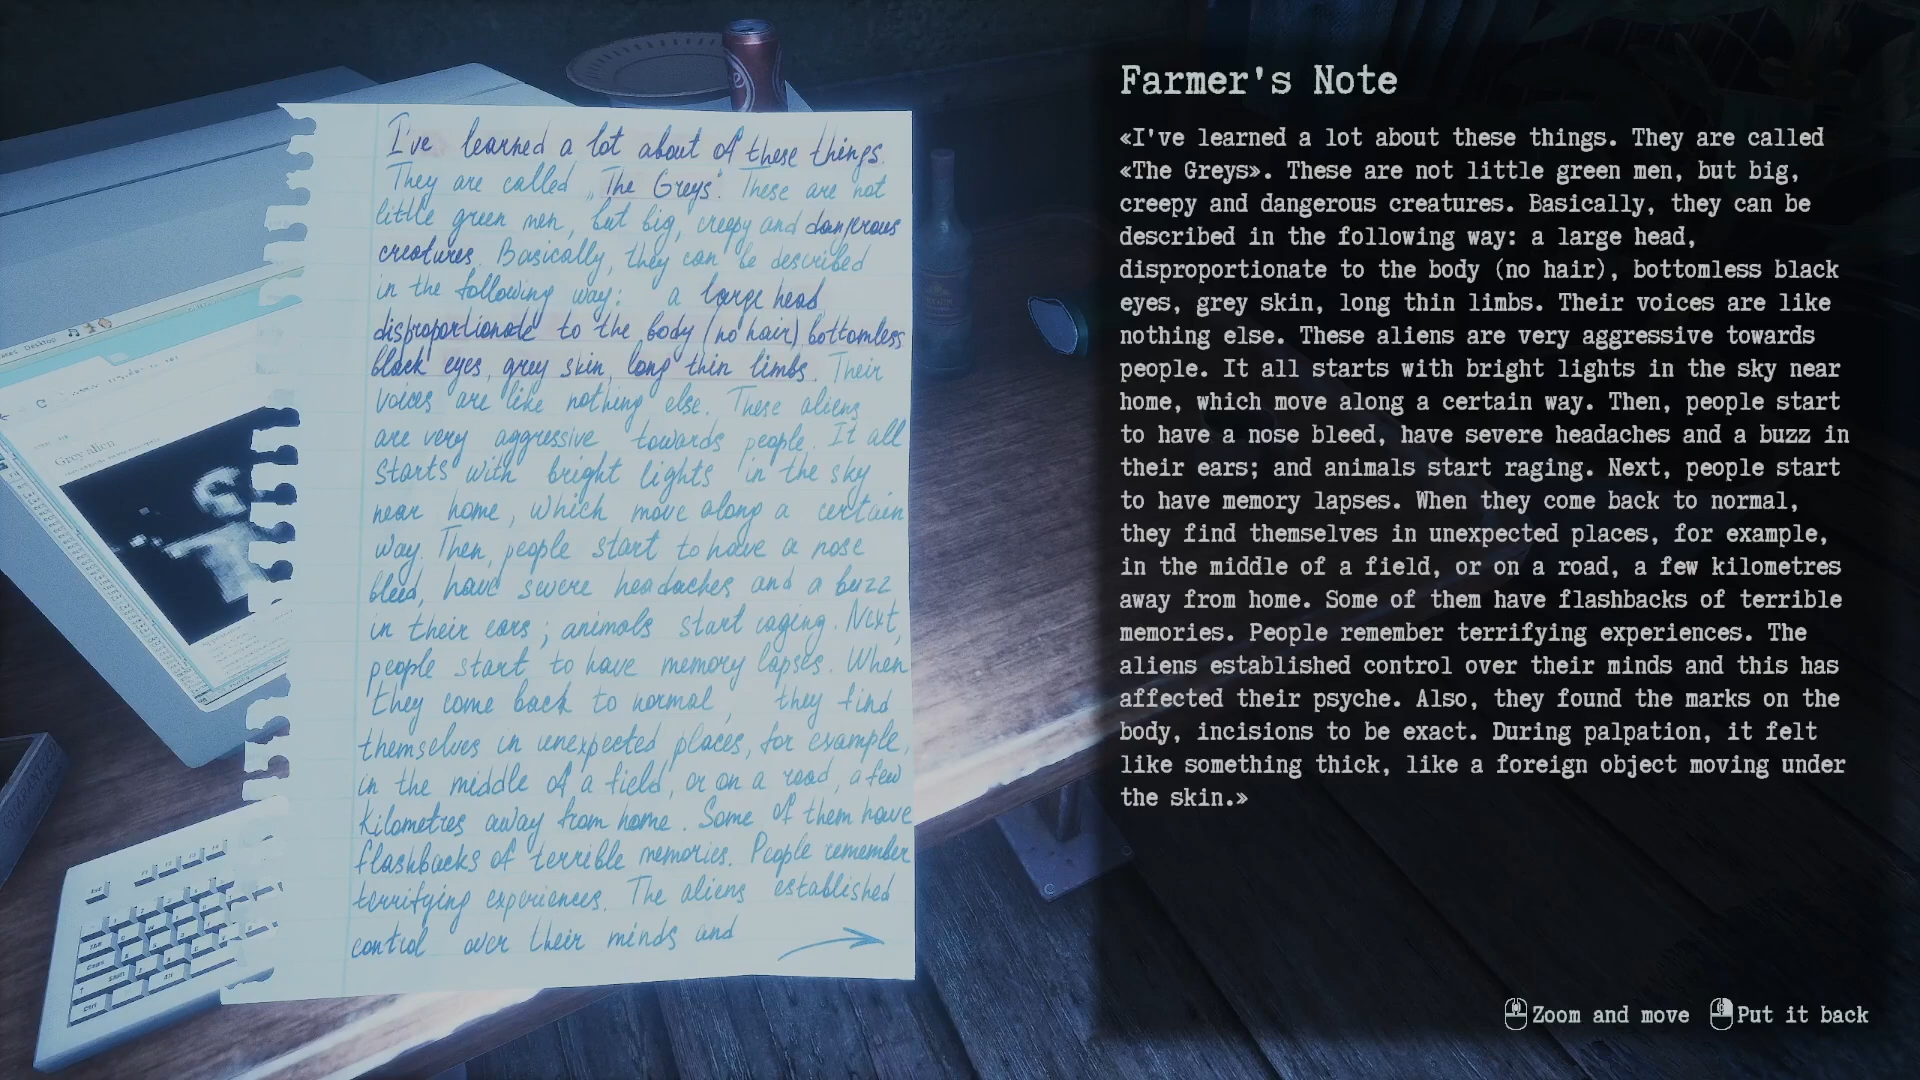 I've learned a lot about of these things.
They are called „The Greys". These are not
little green men, but big, creepy and dangerous
creatures. Basically, they can be described
in the following way: a large head
disproportionate to the body (no hair) bottomless
black eyes, grey skin, long thin limbs. Their
voices are like nothing else. These aliens
are very aggressive towards people. It all
starts with bright lights in the sky
near home, which move along a certain
way. Then, people start to have a nose
bleed, have severe headaches and a buzz
in their ears; animals start raging. Next,
people start to have memory lapses. When
they come back to normal, they find
themselves in unexpected places, for example,
in the middle of a field, or on a road, a few
kilometres away from home. Some of them have
flashbacks of terrible memories. People remember
terrifying experiences. The aliens established
control over their minds and
Desktop
Grey alien
Farmer's Note
«I've learned a lot about these things. They are called
«The Greys». These are not little green men, but big,
creepy and dangerous creatures. Basically, they can be
described in the following way: a large head,
disproportionate to the body (no hair), bottomless black
eyes, grey skin, long thin limbs. Their voices are like
nothing else. These aliens are very aggressive towards
people. It all starts with bright lights in the sky near
home, which move along a certain way. Then, people start
to have a nose bleed, have severe headaches and a buzz in
their ears; and animals start raging. Next, people start
to have memory lapses. When they come back to normal,
they find themselves in unexpected places, for example,
in the middle of a field, or on a road, a few kilometres
away from home. Some of them have flashbacks of terrible
memories. People remember terrifying experiences. The
aliens established control over their minds and this has
affected their psyche. Also, they found the marks on the
body, incisions to be exact. During palpation, it felt
like something thick, like a foreign object moving under
the skin.»
Zoom and move Put it back